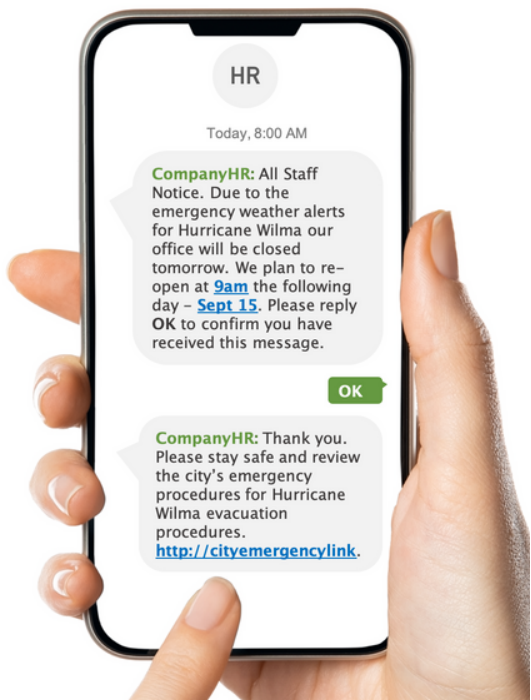 HR
Today, 8:00 AM
CompanyHR: All Staff
Notice. Due to the
emergency weather alerts
for Hurricane Wilma our
office will be closed
tomorrow. We plan to re-
open at 9am the following
day – Sept 15. Please reply
OK to confirm you have
received this message.
OK
CompanyHR: Thank you.
Please stay safe and review
the city's emergency
procedures for Hurricane
Wilma evacuation
procedures.
http://cityemergencylink.